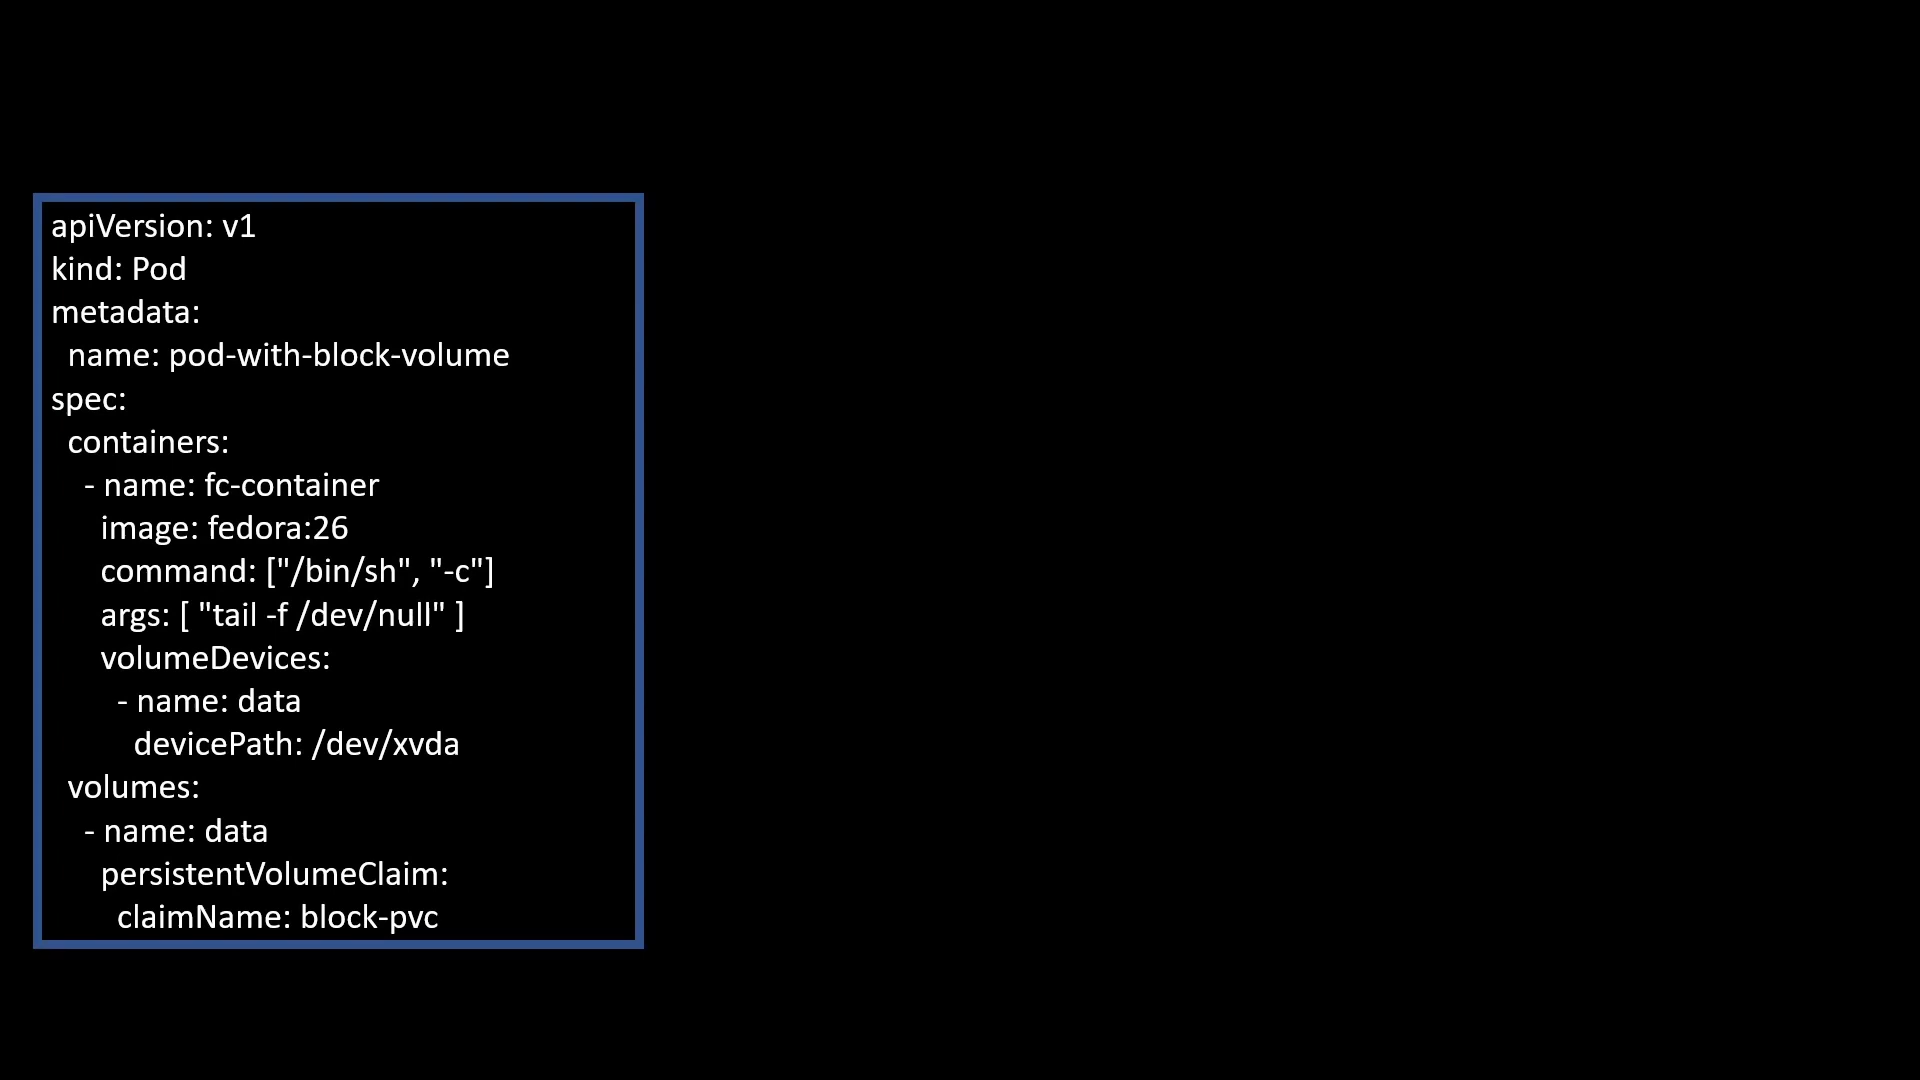 apiVersion: v1
kind: Pod
metadata:
  name: pod-with-block-volume
spec:
  containers:
    - name: fc-container
      image: fedora:26
      command: ["/bin/sh", "-c"]
      args: [ "tail -f /dev/null" ]
      volumeDevices:
        - name: data
          devicePath: /dev/xvda
  volumes:
    - name: data
      persistentVolumeClaim:
        claimName: block-pvc